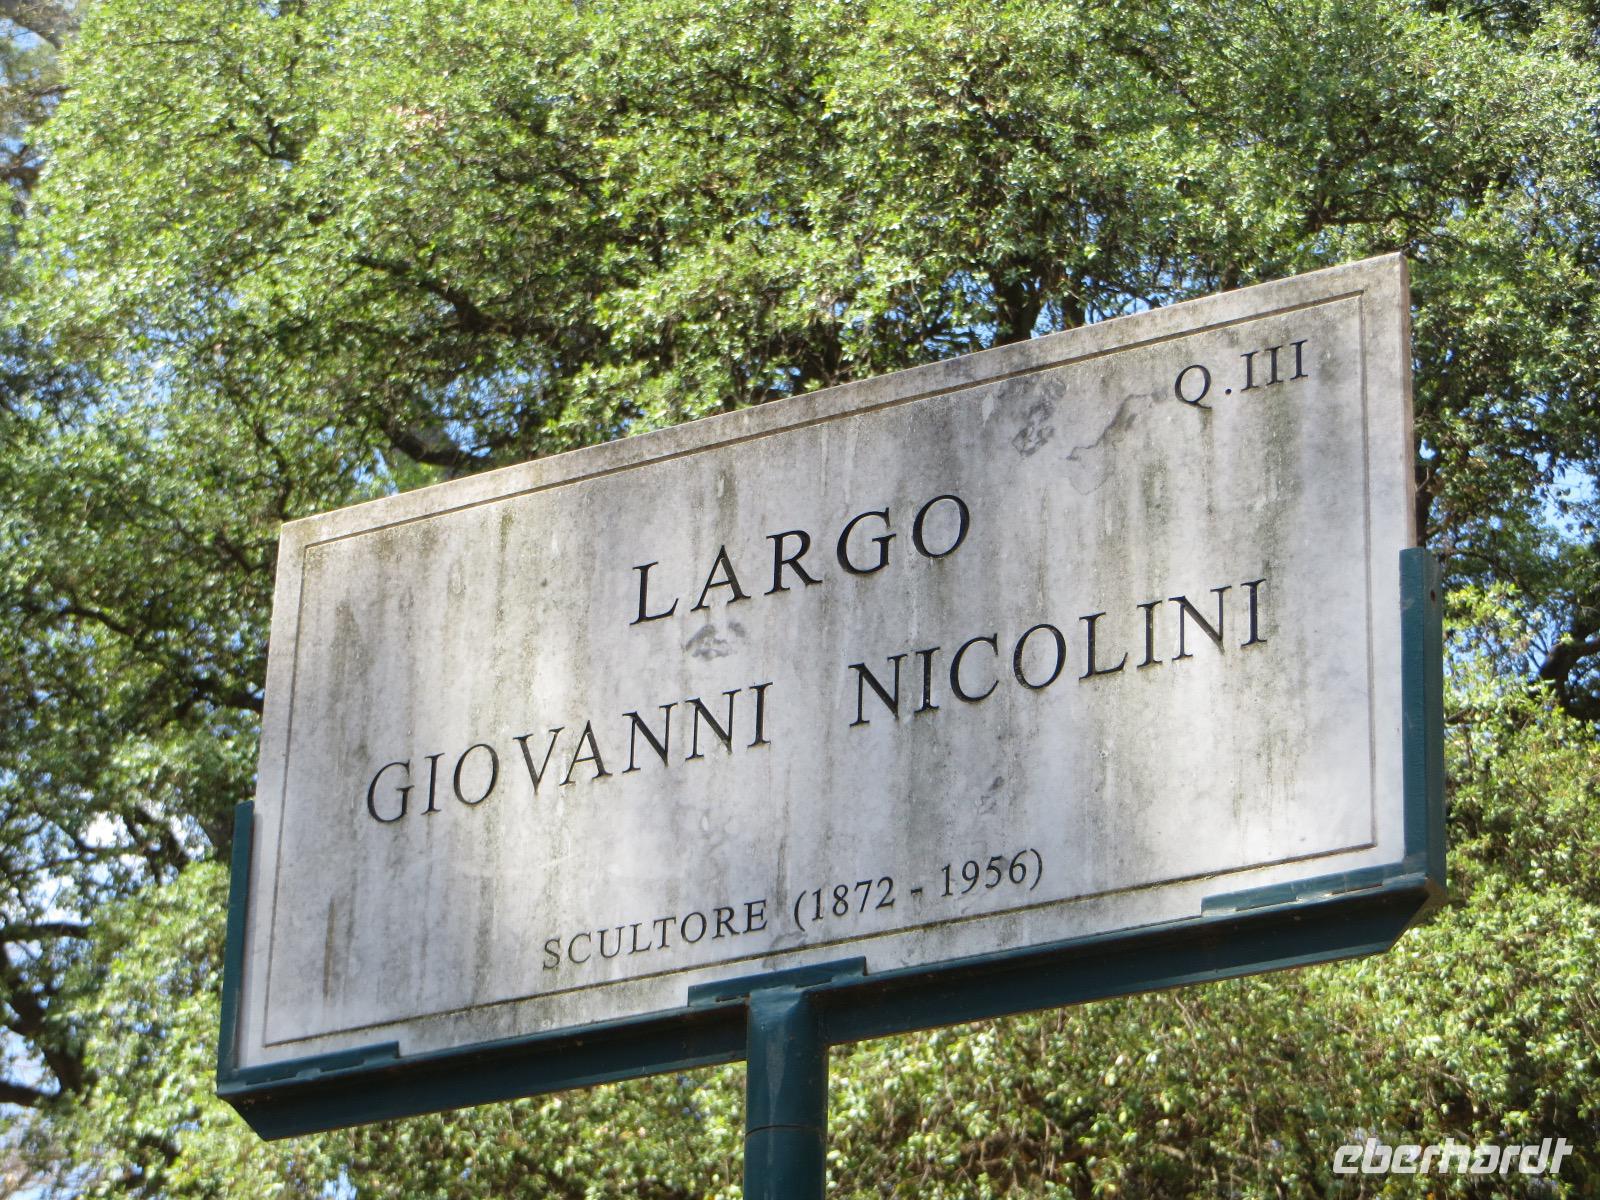 Q.III
LARGO
GIOVANNI NICOLINI
SCULTORE (1872 - 1956)
eberhardt